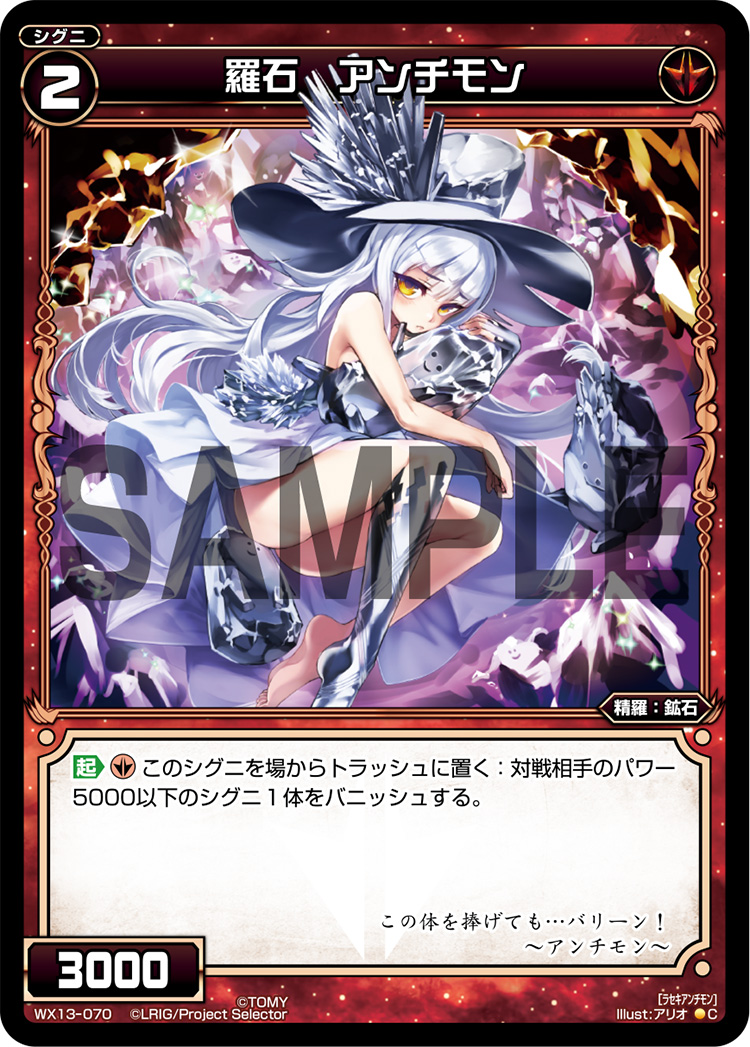 シグニ
2
羅石　アンチモン
SAMPLE
精羅：鉱石
起 このシグニを場からトラッシュに置く：対戦相手のパワー
5000以下のシグニ１体をバニッシュする。
この体を捧げても…バリーン！
～アンチモン～
3000
WX13-070 ©LRIG/Project Selector
©TOMY
[ラセキアンチモン]
Illust:アリオ C